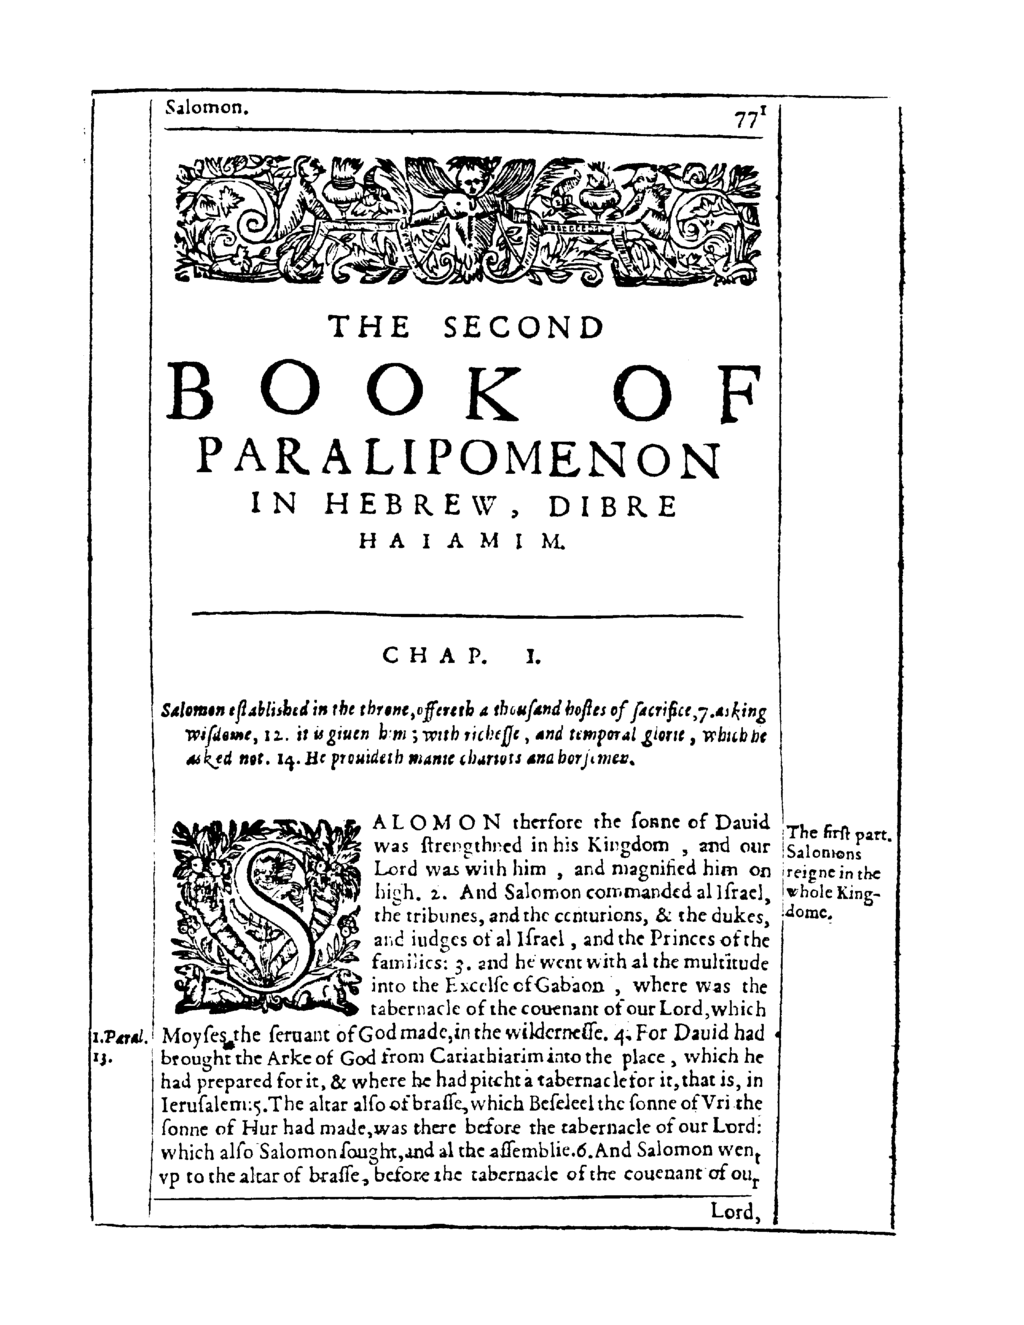 Salomon.
771
THE SECOND
BOOK OF
PARALIPOMENON
IN HEBREW, DIBRE
HAIAMIM.
CHAP. I.
Salomon eſtablished in the throne, offereth a thouſand hoſtes of ſacrifice, 7. asking
wiſdome, 12. it is giuen him; with richeſſe, and temporal glorie, which he
asked not. 14. He prouideth manie chariots and horſimen.
SALOMON therfore the ſonne of Dauid
was ſtrengthned in his Kingdom, and our
Lord was with him, and magnified him on
high. 2. And Salomon commanded al Iſrael,
the tribunes, and the centurions, & the dukes,
and iudges of al Iſrael, and the Princes of the
families: 3. and he went with al the multitude
into the Excelſe of Gabaon, where was the
tabernacle of the couenant of our Lord, which
Moyſes the ſeruant of God made, in the wilderneſſe. 4. For Dauid had
brought the Arke of God from Cariathiarim into the place, which he
had prepared for it, & where he had pitcht a tabernacle for it, that is, in
Ieruſalem: 5. The altar alſo of braſſe, which Beſeleel the ſonne of Vri the
ſonne of Hur had made, was there before the tabernacle of our Lord:
which alſo Salomon ſought, and al the aſſemblie. 6. And Salomon went
vp to the altar of braſſe, before the tabernacle of the couenant of our
Lord,
The firſt part.
Salomons
reigne in the
whole King-
dome.
1. Paral.
13.